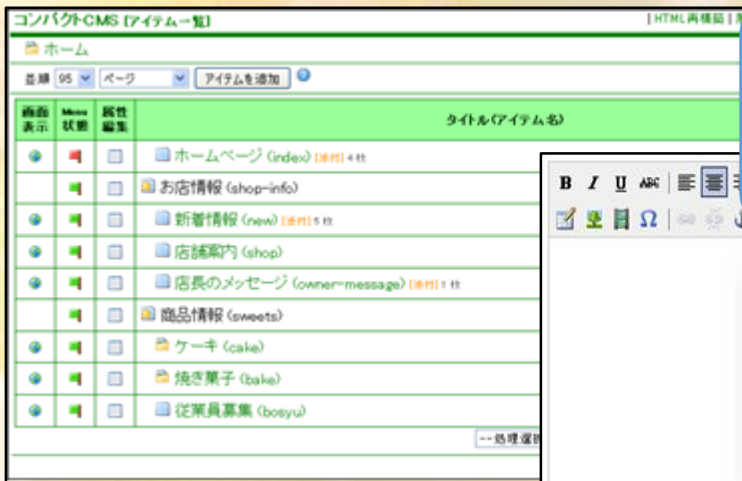 コンパクトCMS [アイテム一覧]
|HTML再構築|
ホーム
並順 95 ページ アイテムを追加
画面表示 Menu状態 属性編集 タイトル(アイテム名)
ホームページ (index) [添付] 4 枚
お店情報 (shop-info)
新着情報 (new) [添付] 5 枚
店舗案内 (shop)
店長のメッセージ (owner-message) [添付] 1 枚
商品情報 (sweets)
ケーキ (cake)
焼き菓子 (bake)
従業員募集 (bosyu)
--処理選択
B I U ABC
Ω